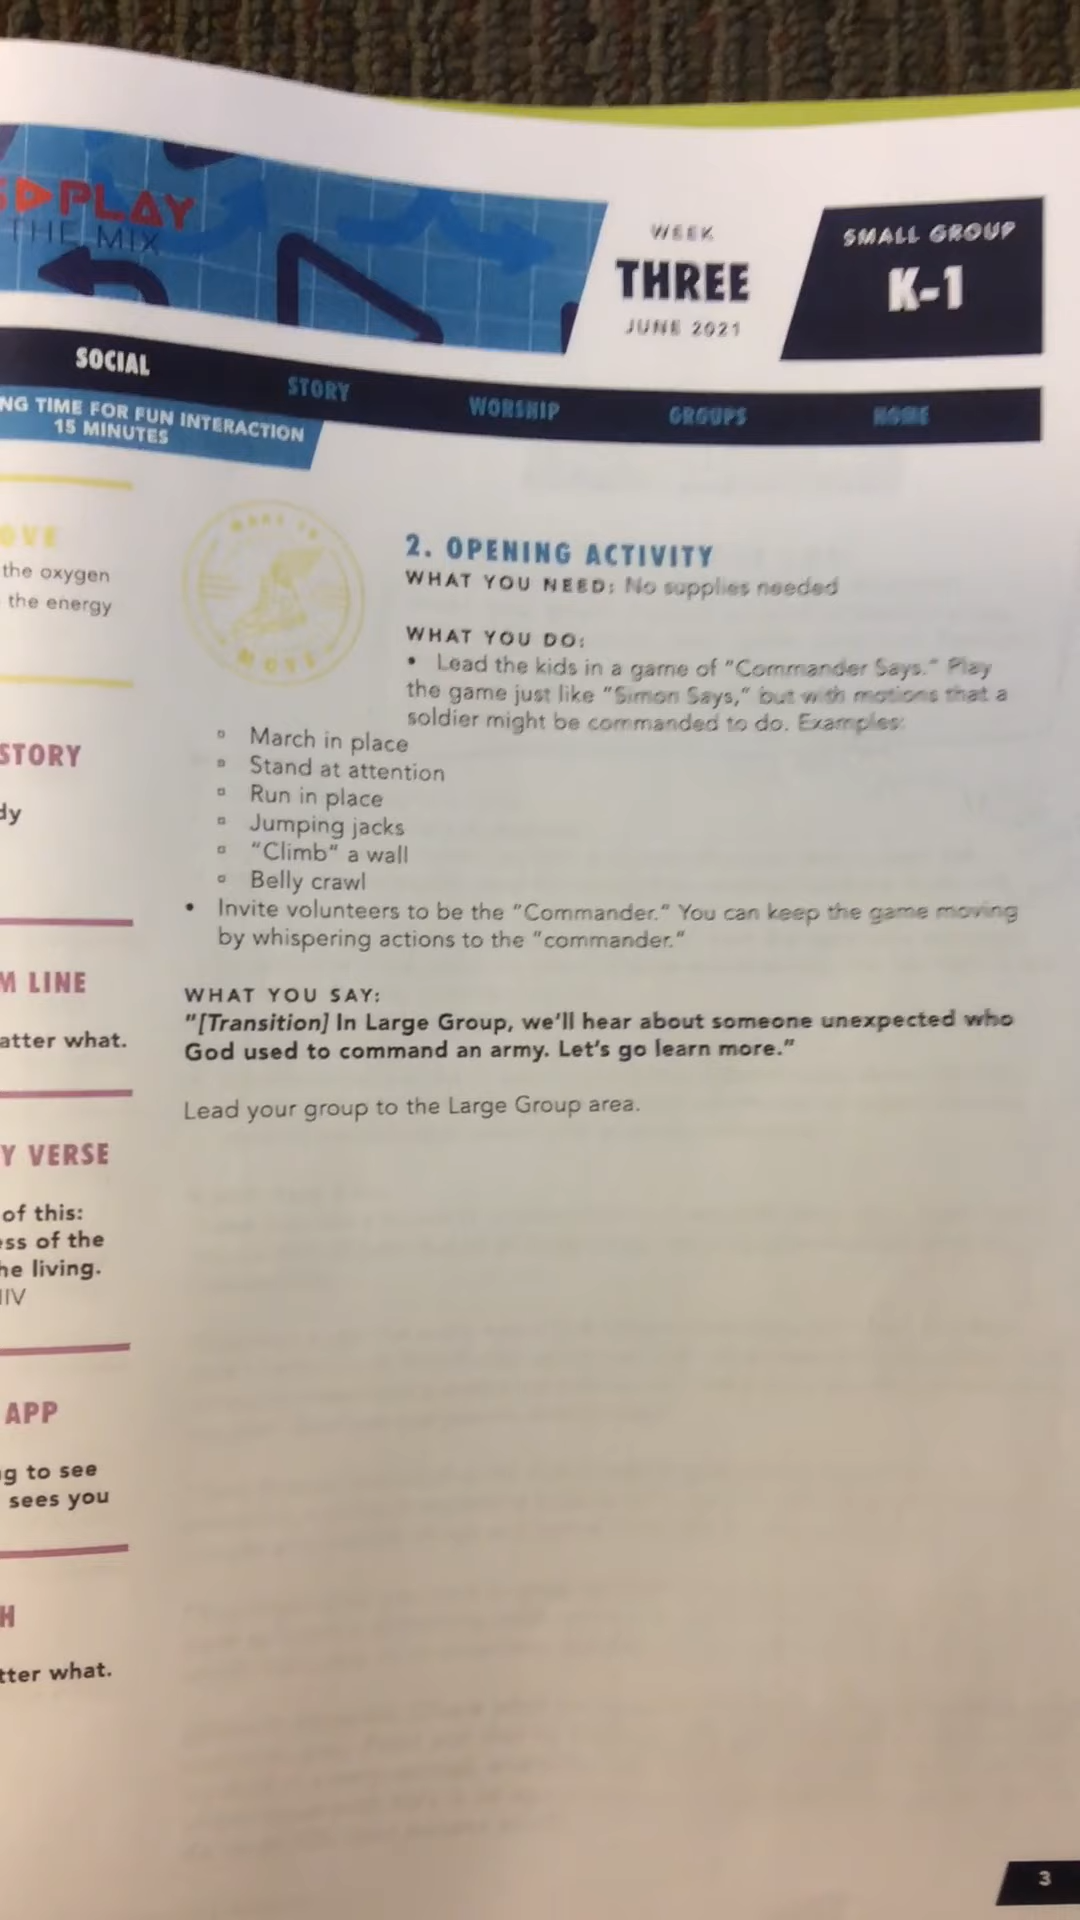 PLAY
THE MIX
WEEK
THREE
JUNE 2021
SMALL GROUP
K-1
SOCIAL
STORY
WORSHIP
GROUPS
HOME
NG TIME FOR FUN INTERACTION
15 MINUTES
OVE
the oxygen
the energy
STORY
dy
M LINE
atter what.
Y VERSE
of this:
ess of the
he living.
NIV
APP
ng to see
sees you
H
tter what.
MADE TO
MOVE
2. OPENING ACTIVITY
WHAT YOU NEED: No supplies needed
WHAT YOU DO:
• Lead the kids in a game of "Commander Says." Play
the game just like "Simon Says," but with motions that a
soldier might be commanded to do. Examples:
▫ March in place
▫ Stand at attention
▫ Run in place
▫ Jumping jacks
▫ "Climb" a wall
▫ Belly crawl
• Invite volunteers to be the "Commander." You can keep the game moving
by whispering actions to the "commander."
WHAT YOU SAY:
"[Transition] In Large Group, we'll hear about someone unexpected who
God used to command an army. Let's go learn more."
Lead your group to the Large Group area.
3